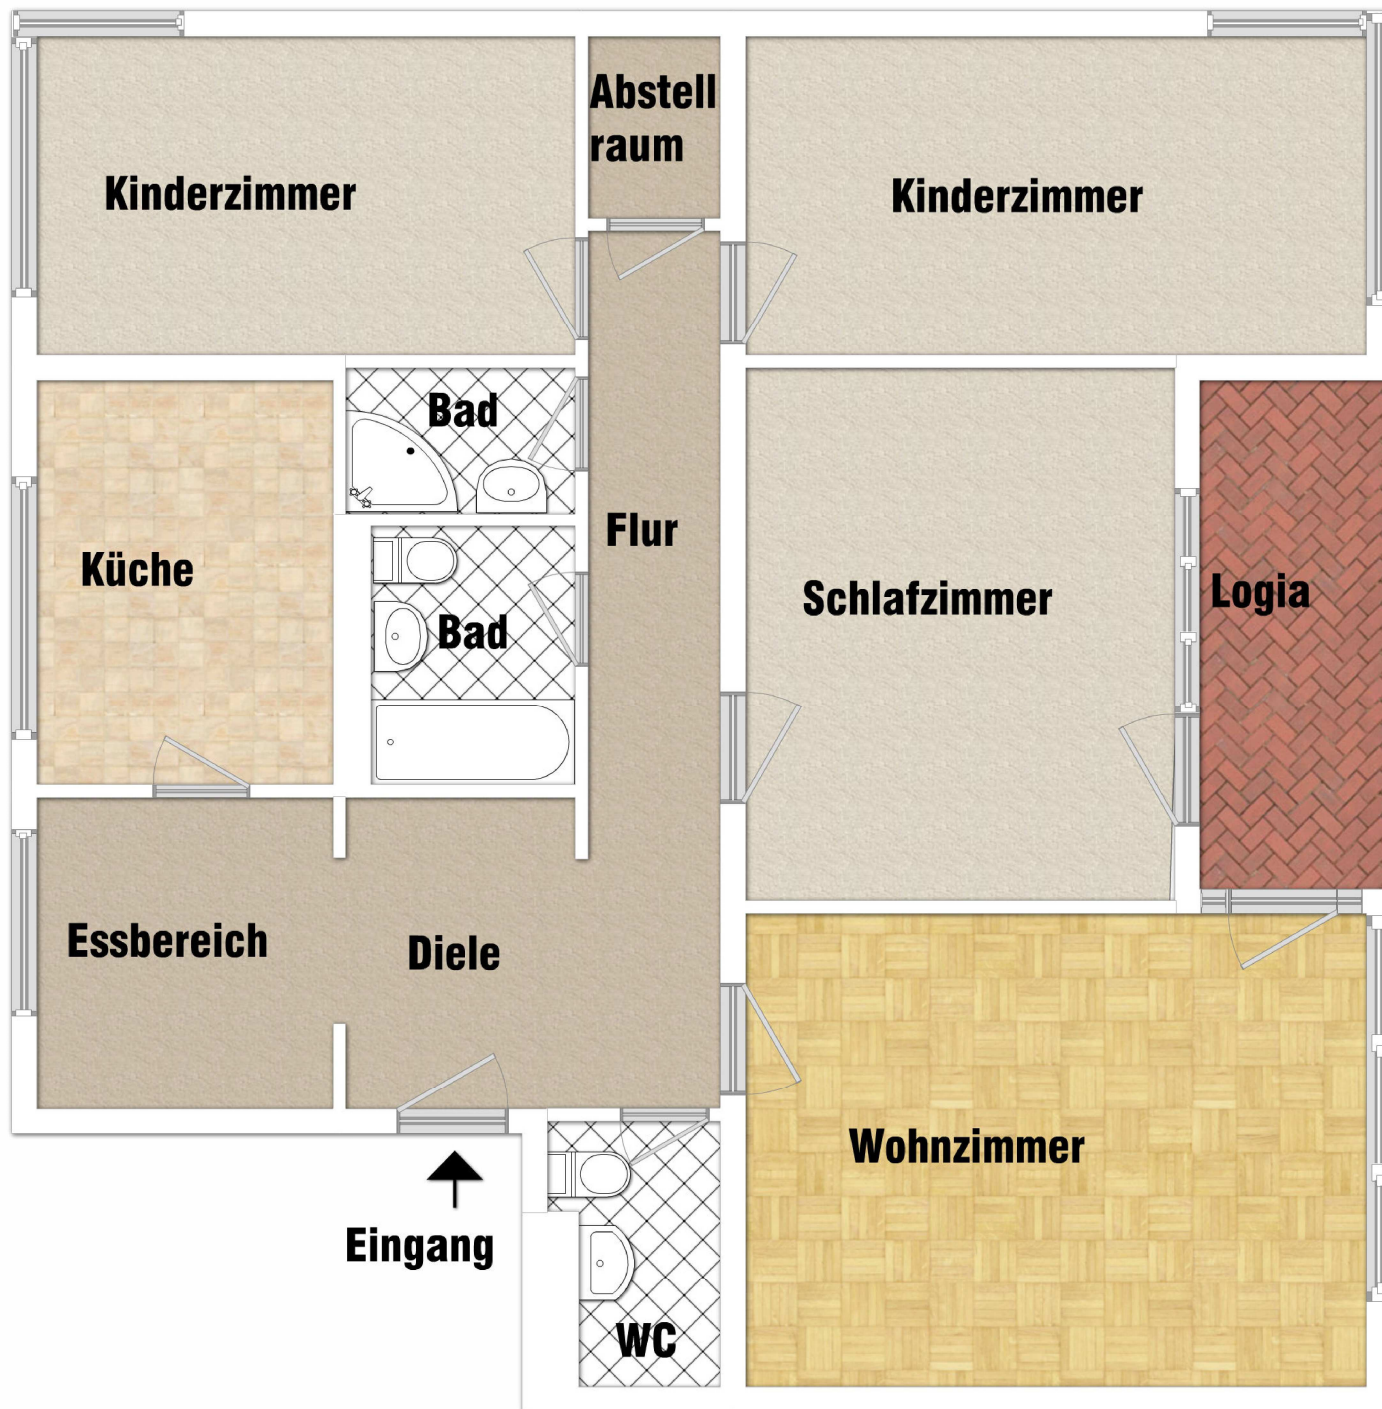 Abstell
raum
Kinderzimmer
Kinderzimmer
Bad
Flur
Küche
Bad
Schlafzimmer
Logia
Essbereich
Diele
Wohnzimmer
Eingang
WC